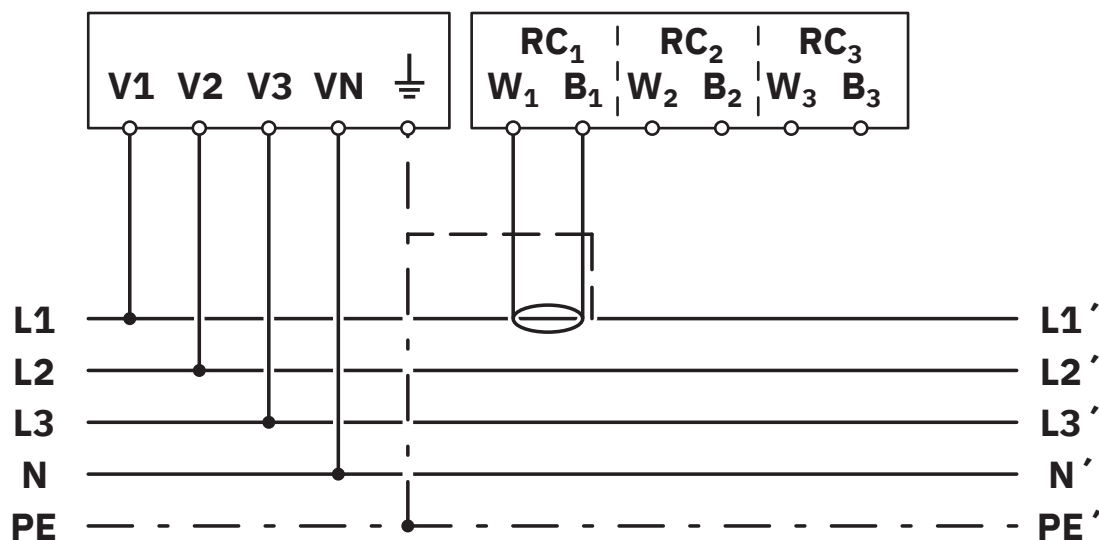 RC₁ RC₂ RC₃
V1 V2 V3 VN W₁ B₁ W₂ B₂ W₃ B₃
L1 L1´
L2 L2´
L3 L3´
N N´
PE PE´